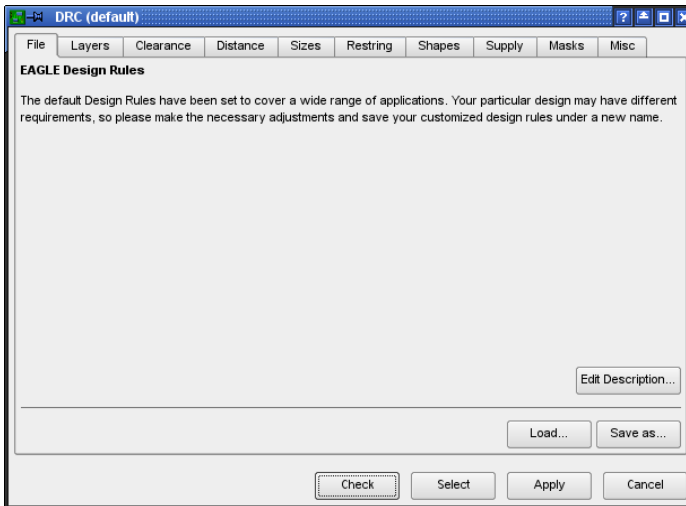 DRC (default)
File Layers Clearance Distance Sizes Restring Shapes Supply Masks Misc
EAGLE Design Rules
The default Design Rules have been set to cover a wide range of applications. Your particular design may have different
requirements, so please make the necessary adjustments and save your customized design rules under a new name.
Edit Description...
Load... Save as...
Check Select Apply Cancel